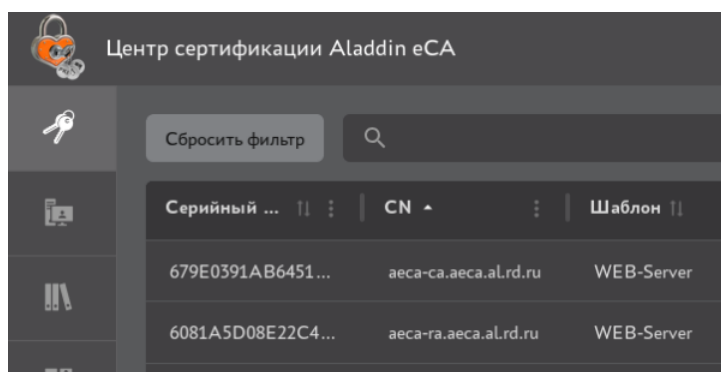 Центр сертификации Aladdin eCA
Сбросить фильтр
Серийный ... CN Шаблон
679E0391AB6451... aeca-ca.aeca.al.rd.ru WEB-Server
6081A5D08E22C4... aeca-ra.aeca.al.rd.ru WEB-Server